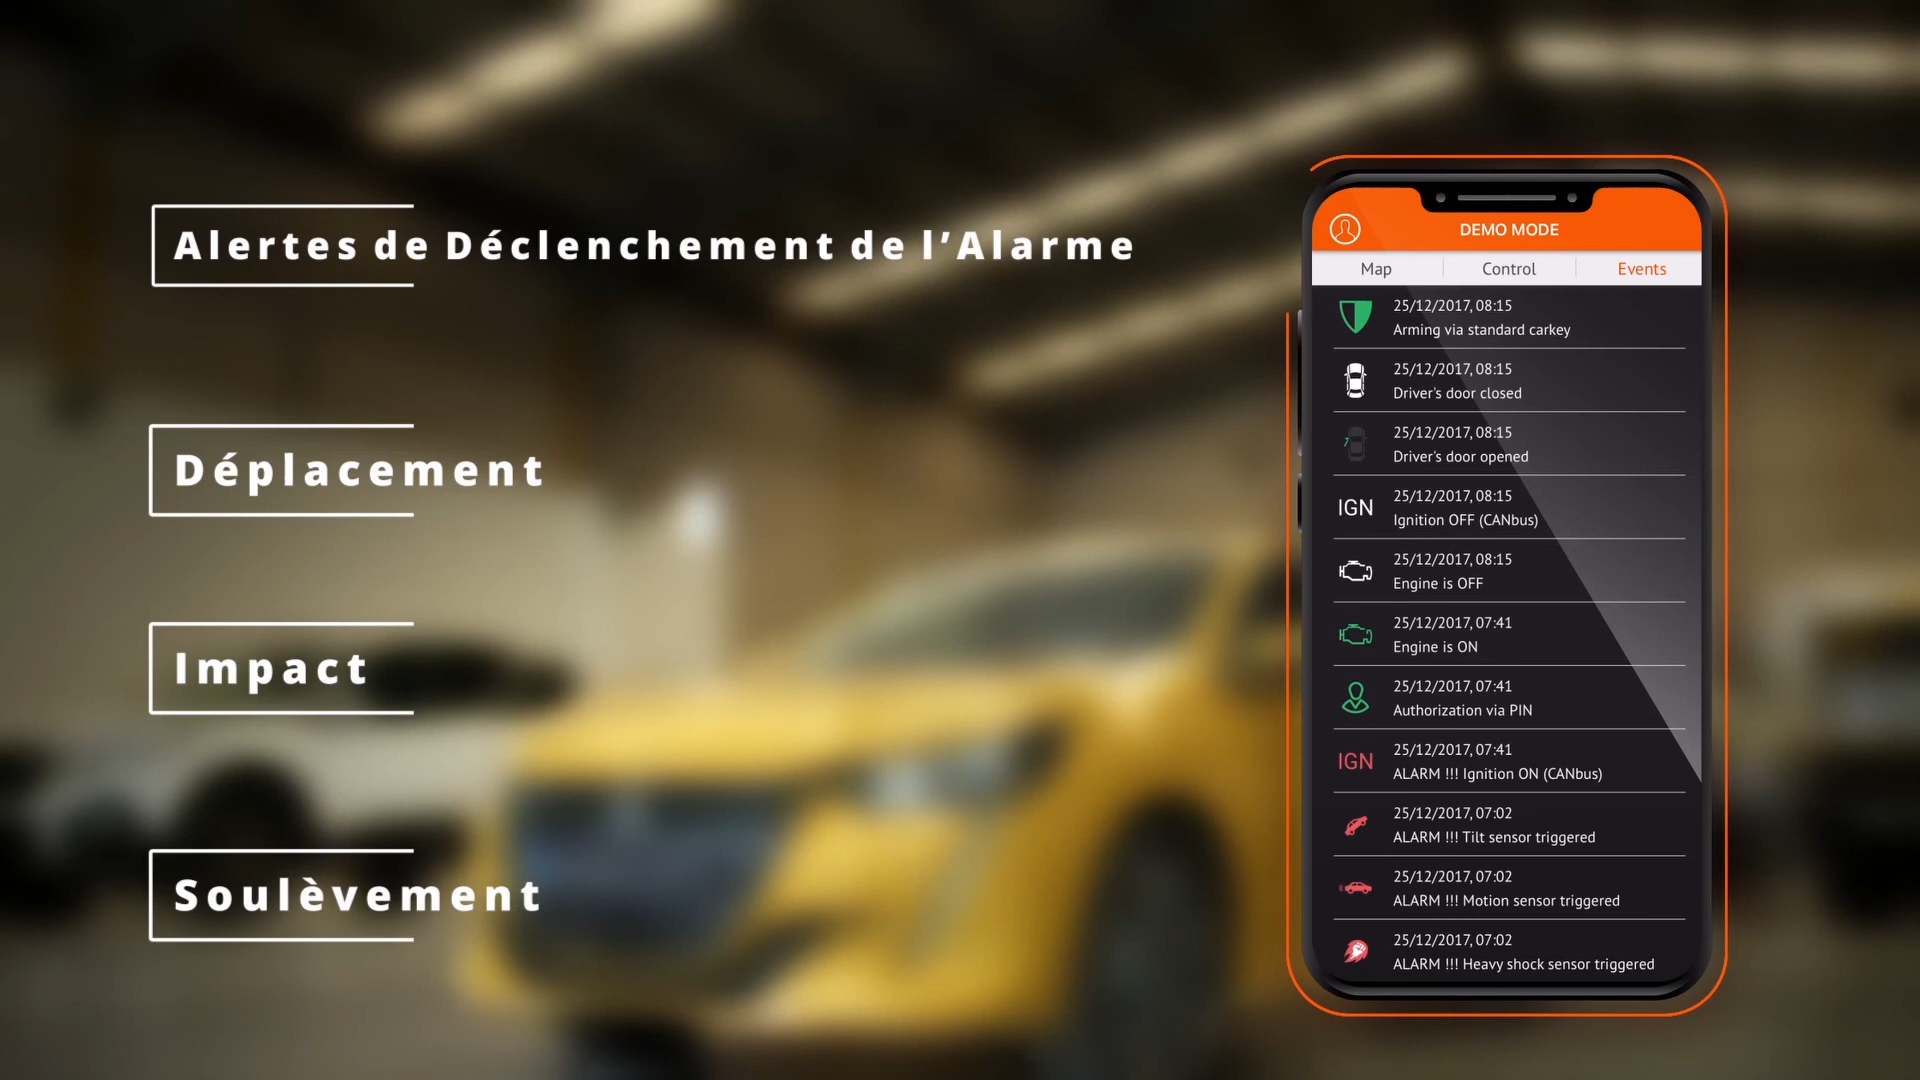 Alertes de Déclenchement de l’Alarme
Déplacement
Impact
Soulèvement
DEMO MODE
Map
Control
Events
25/12/2017, 08:15
Arming via standard carkey
25/12/2017, 08:15
Driver's door closed
25/12/2017, 08:15
Driver's door opened
IGN
25/12/2017, 08:15
Ignition OFF (CANbus)
25/12/2017, 08:15
Engine is OFF
25/12/2017, 07:41
Engine is ON
25/12/2017, 07:41
Authorization via PIN
IGN
25/12/2017, 07:41
ALARM !!! Ignition ON (CANbus)
25/12/2017, 07:02
ALARM !!! Tilt sensor triggered
25/12/2017, 07:02
ALARM !!! Motion sensor triggered
25/12/2017, 07:02
ALARM !!! Heavy shock sensor triggered